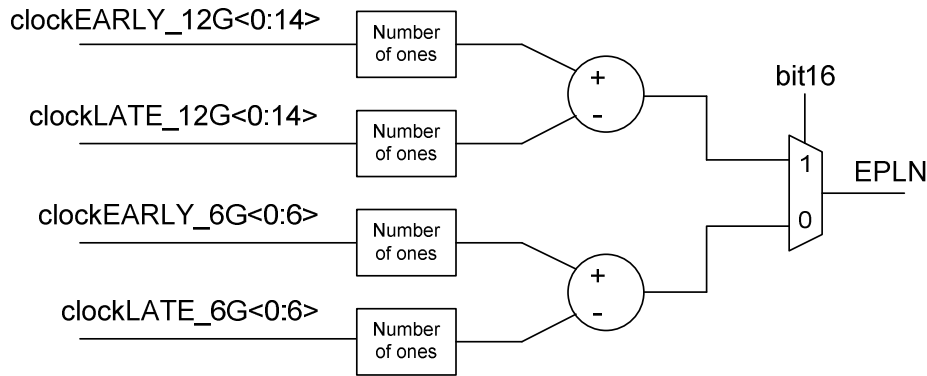 clockEARLY_12G<0:14>
Number
of ones
+
bit16
clockLATE_12G<0:14>
Number
of ones
-
1
EPLN
clockEARLY_6G<0:6>
Number
of ones
0
+
clockLATE_6G<0:6>
Number
of ones
-